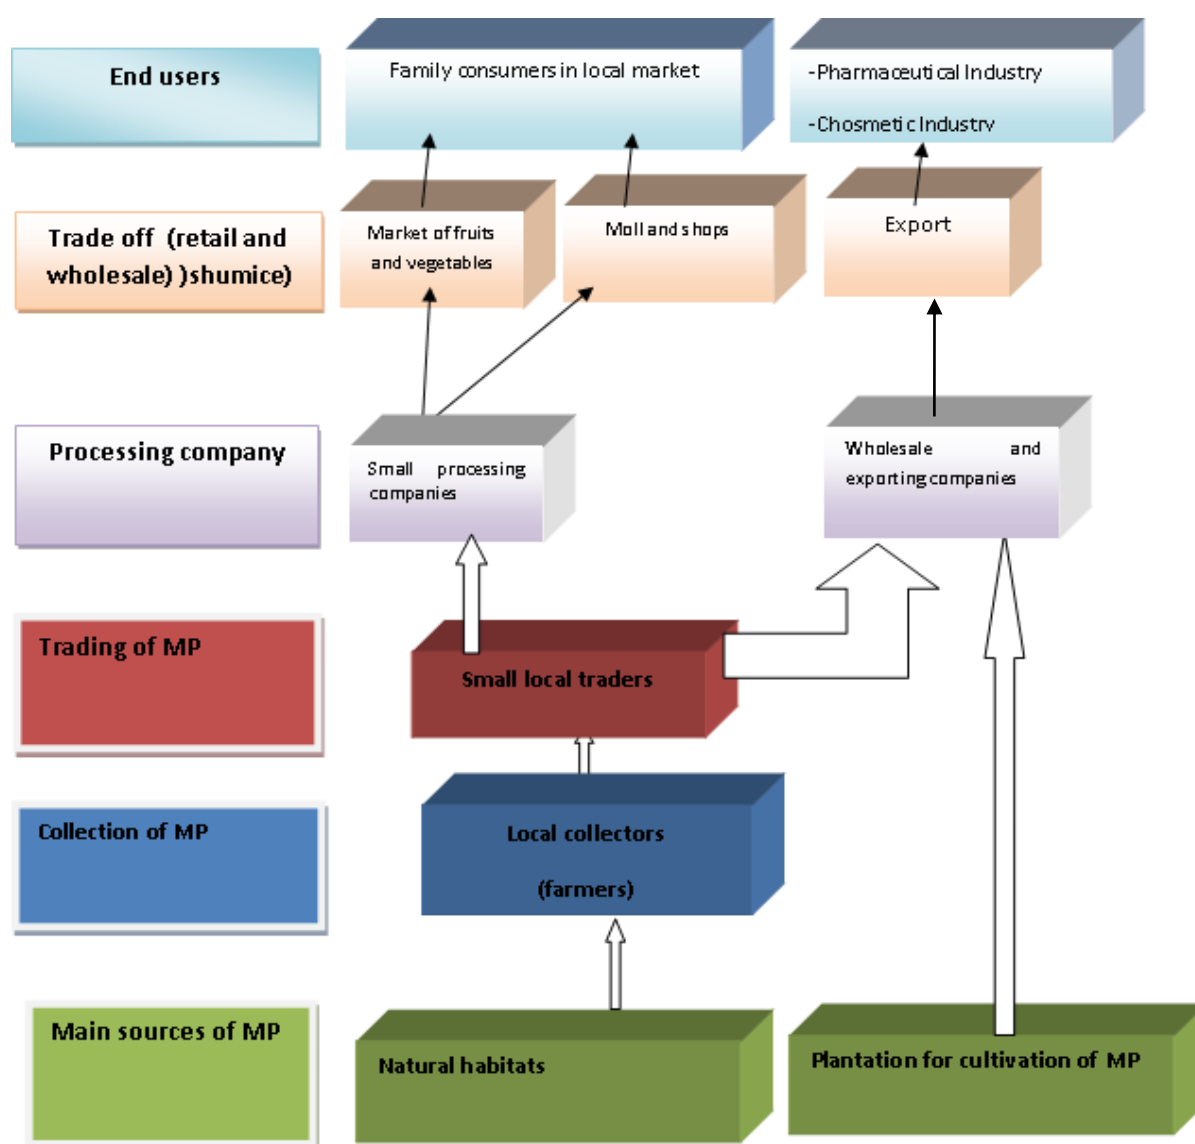 End users
Family consumers in local market
-Pharmaceutical Industry
-Chosmetic Industry
Trade off (retail and
wholesale) )shumice)
Market of fruits
and vegetables
Moll and shops
Export
Processing company
Small processing
companies
Wholesale and
exporting companies
Trading of MP
Small local traders
Collection of MP
Local collectors
(farmers)
Main sources of MP
Natural habitats
Plantation for cultivation of MP